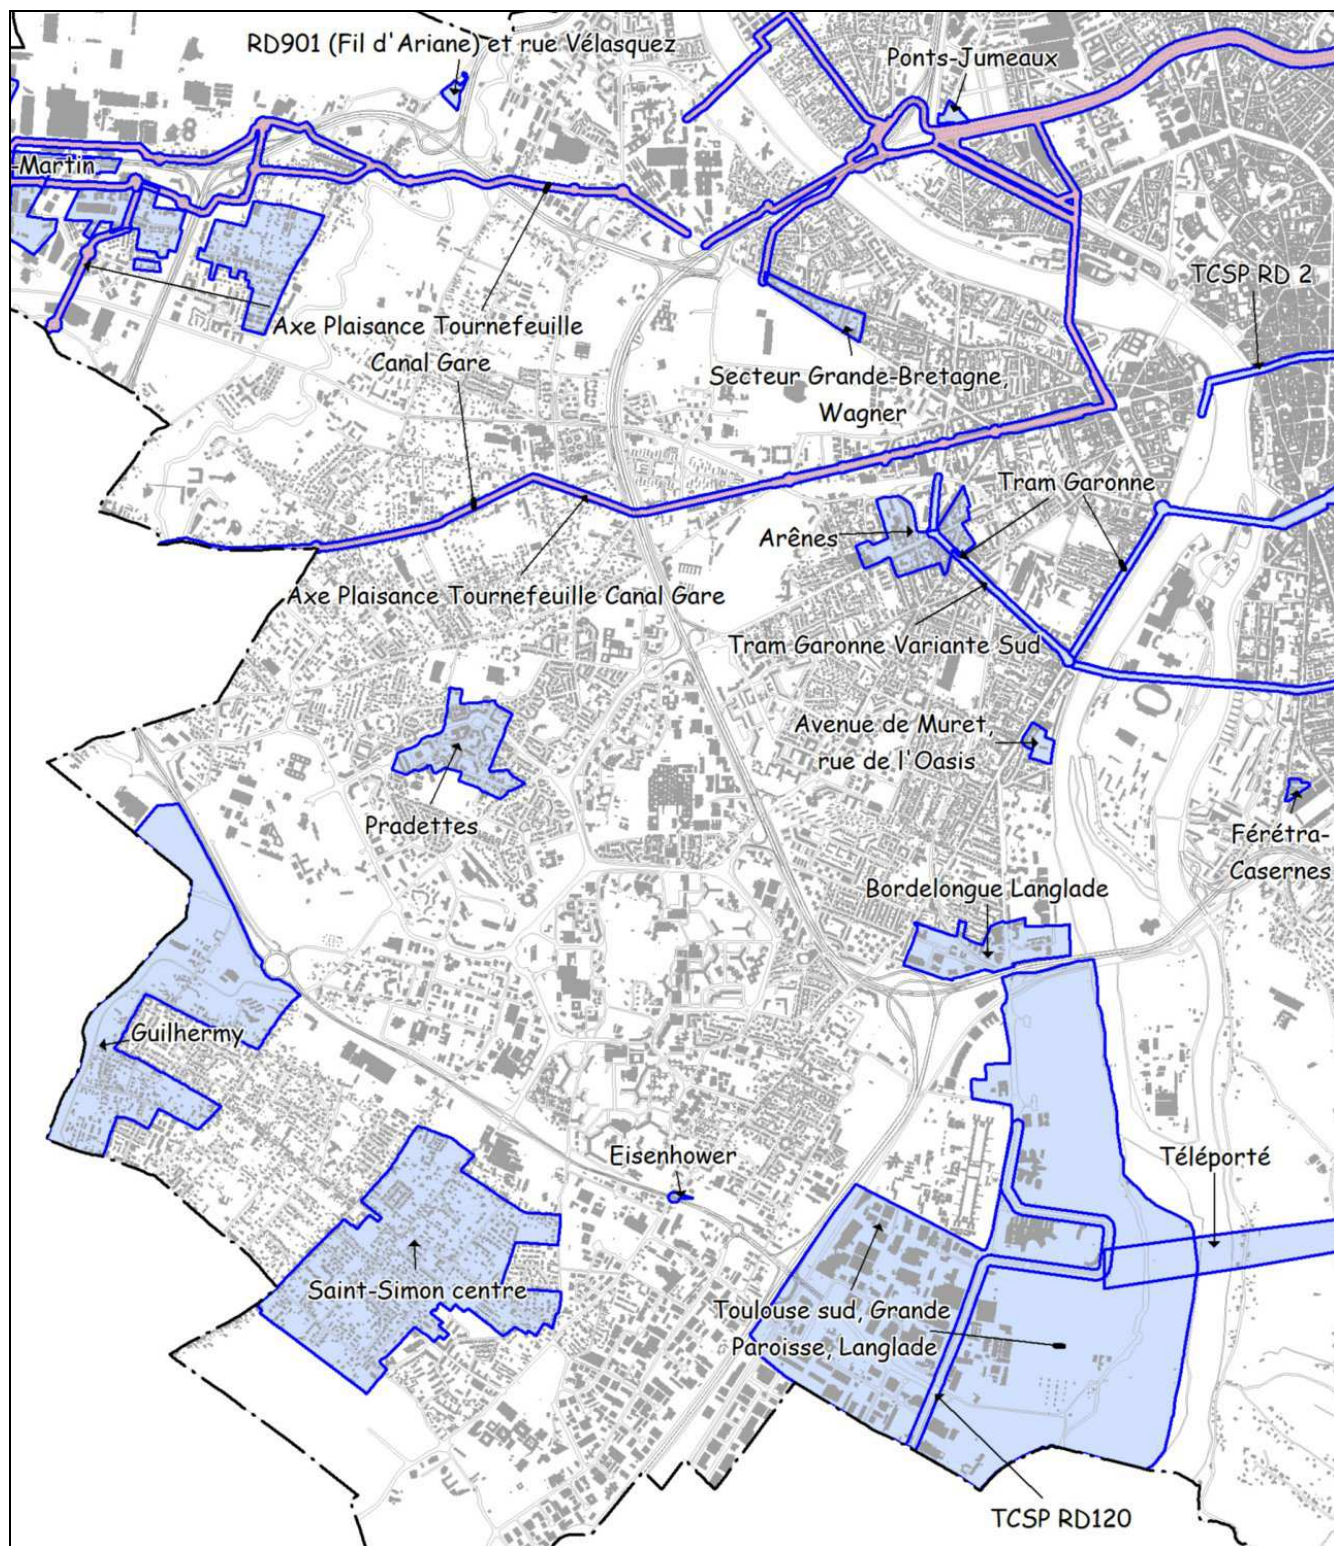 RD901 (Fil d'Ariane) et rue Vélasquez
Ponts-Jumeaux
-Martin
TCSP RD 2
Axe Plaisance Tournefeuille
Canal Gare
Secteur Grande-Bretagne,
Wagner
Tram Garonne
Arênes
Axe Plaisance Tournefeuille Canal Gare
Tram Garonne Variante Sud
Avenue de Muret,
rue de l'Oasis
Pradettes
Férétra-
Casernes
Bordelongue Langlade
Guilhermy
Eisenhower
Téléporté
Saint-Simon centre
Toulouse sud, Grande
Paroisse, Langlade
TCSP RD120